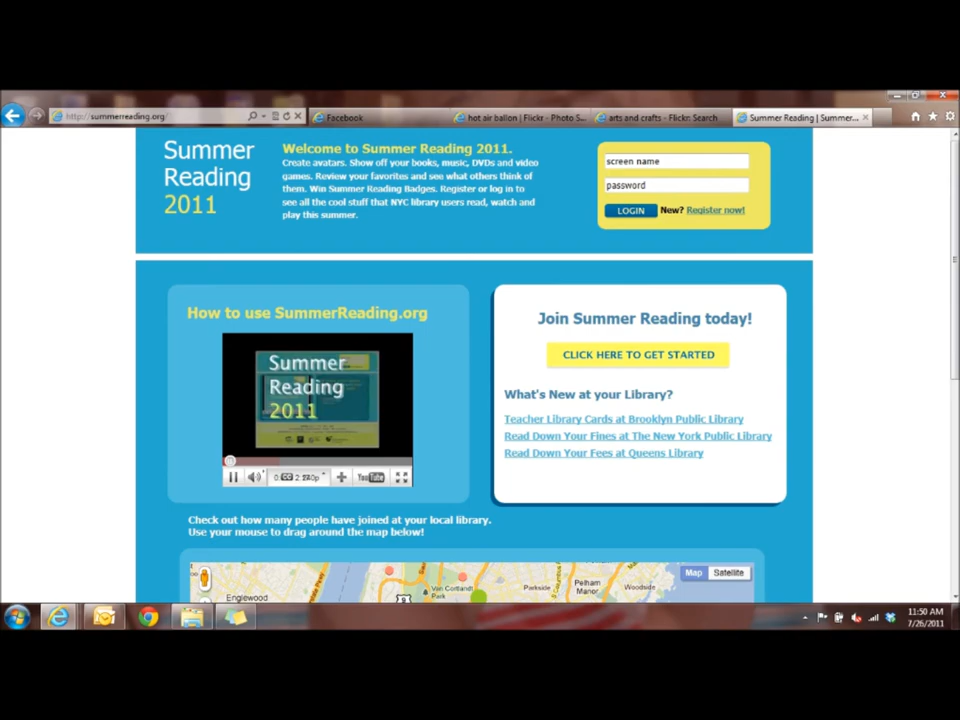 http://summerreading.org
Facebook
hot air ballon | Flickr - Photo S...
arts and crafts - Flickr: Search
Summer Reading | Summer...
Summer
Reading
2011
Welcome to Summer Reading 2011.
Create avatars. Show off your books, music, DVDs and video
games. Review your favorites and see what others think of
them. Win Summer Reading Badges. Register or log in to
see all the cool stuff that NYC library users read, watch and
play this summer.
screen name
password
LOGIN New? Register now!
How to use SummerReading.org
Summer
Reading
2011
YouTube
Join Summer Reading today!
CLICK HERE TO GET STARTED
What's New at your Library?
Teacher Library Cards at Brooklyn Public Library
Read Down Your Fines at The New York Public Library
Read Down Your Fees at Queens Library
Check out how many people have joined at your local library.
Use your mouse to drag around the map below!
Map Satellite
Englewood
9
Van Cortlandt
Park
Parkside
Pelham
Manor
Woodside
11:50 AM
7/26/2011